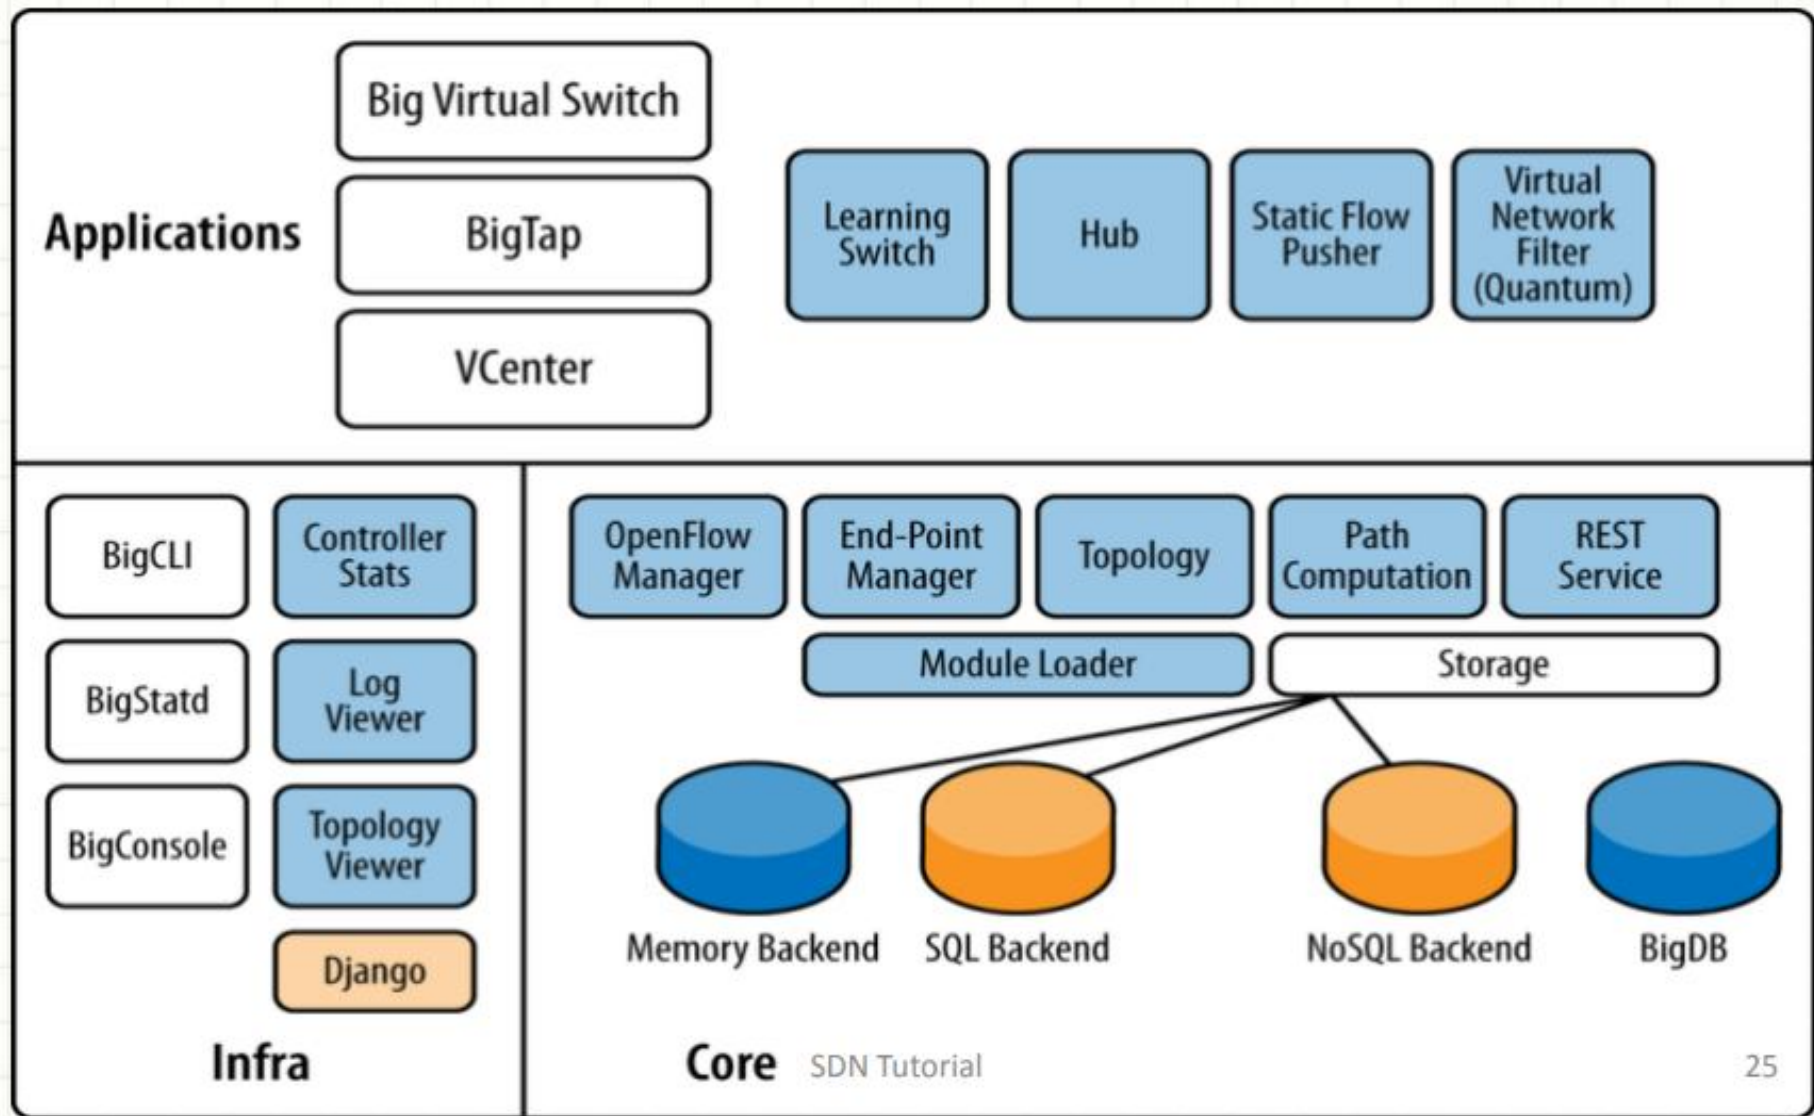 Applications
Big Virtual Switch
BigTap
VCenter
Learning
Switch
Hub
Static Flow
Pusher
Virtual
Network
Filter
(Quantum)
BigCLI
Controller
Stats
BigStatd
Log
Viewer
BigConsole
Topology
Viewer
Django
Infra
OpenFlow
Manager
End-Point
Manager
Topology
Path
Computation
REST
Service
Module Loader
Storage
Memory Backend
SQL Backend
NoSQL Backend
BigDB
Core
SDN Tutorial
25